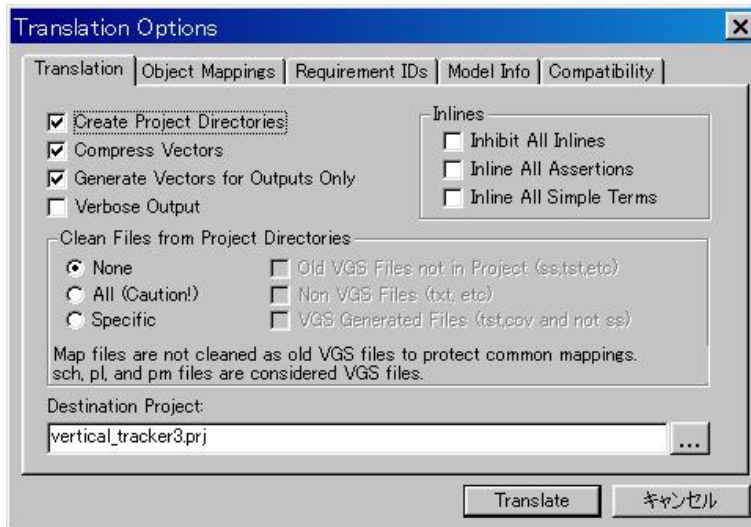 Translation Options
Translation Object Mappings Requirement IDs Model Info Compatibility
Create Project Directories
Compress Vectors
Generate Vectors for Outputs Only
Verbose Output
Inlines
Inhibit All Inlines
Inline All Assertions
Inline All Simple Terms
Clean Files from Project Directories
None
All (Caution!)
Specific
Old VGS Files not in Project (ss,tst,etc)
Non VGS Files (txt, etc)
VGS Generated Files (tst,cov and not ss)
Map files are not cleaned as old VGS files to protect common mappings.
sch, pl, and pm files are considered VGS files.
Destination Project:
vertical_tracker3.prj
...
Translate キャンセル